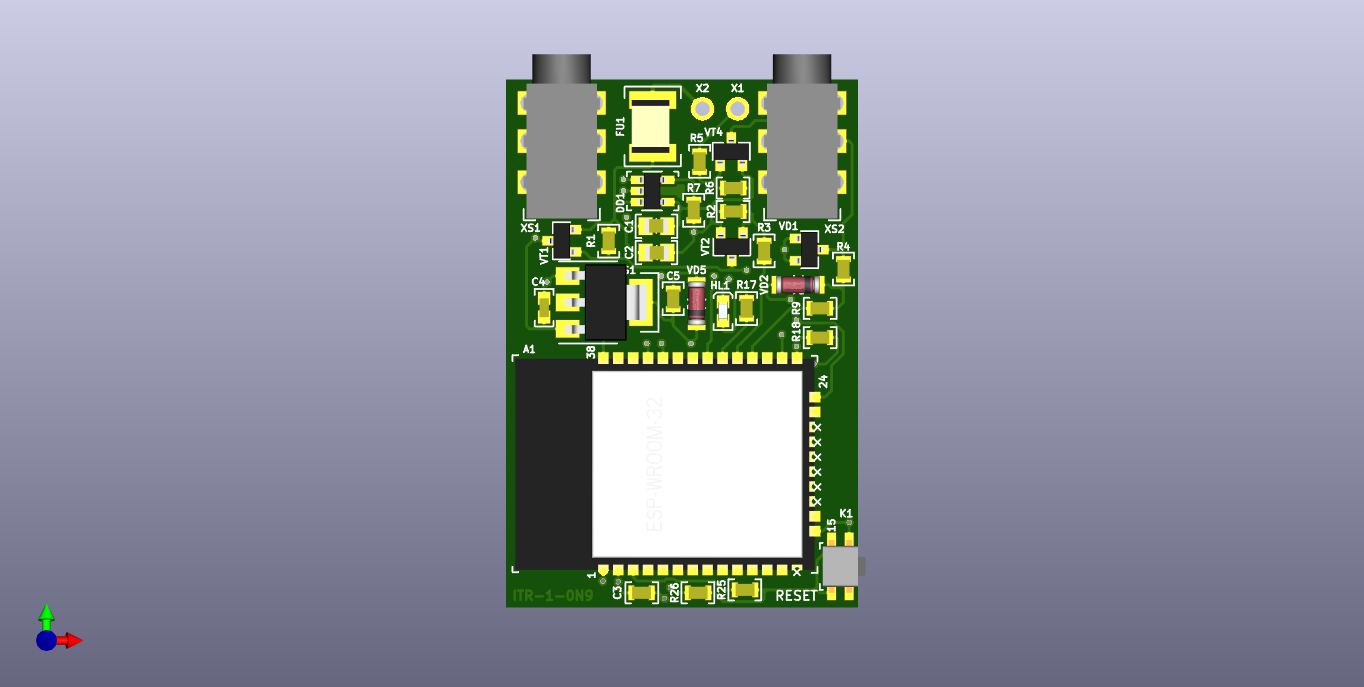 X2 X1
FU1
VT4
R5
R6
R7
DD1
R2
C1
XS1
VD1
XS2
R1
VT1
C2
VT2
R3
R4
VD5
C4
C5
HL1
R17
VD2
R9
R18
A1
38
24
ESP-WROOM-32
K1
15
1
C3
R26
R25
ITR-1-0N9
RESET